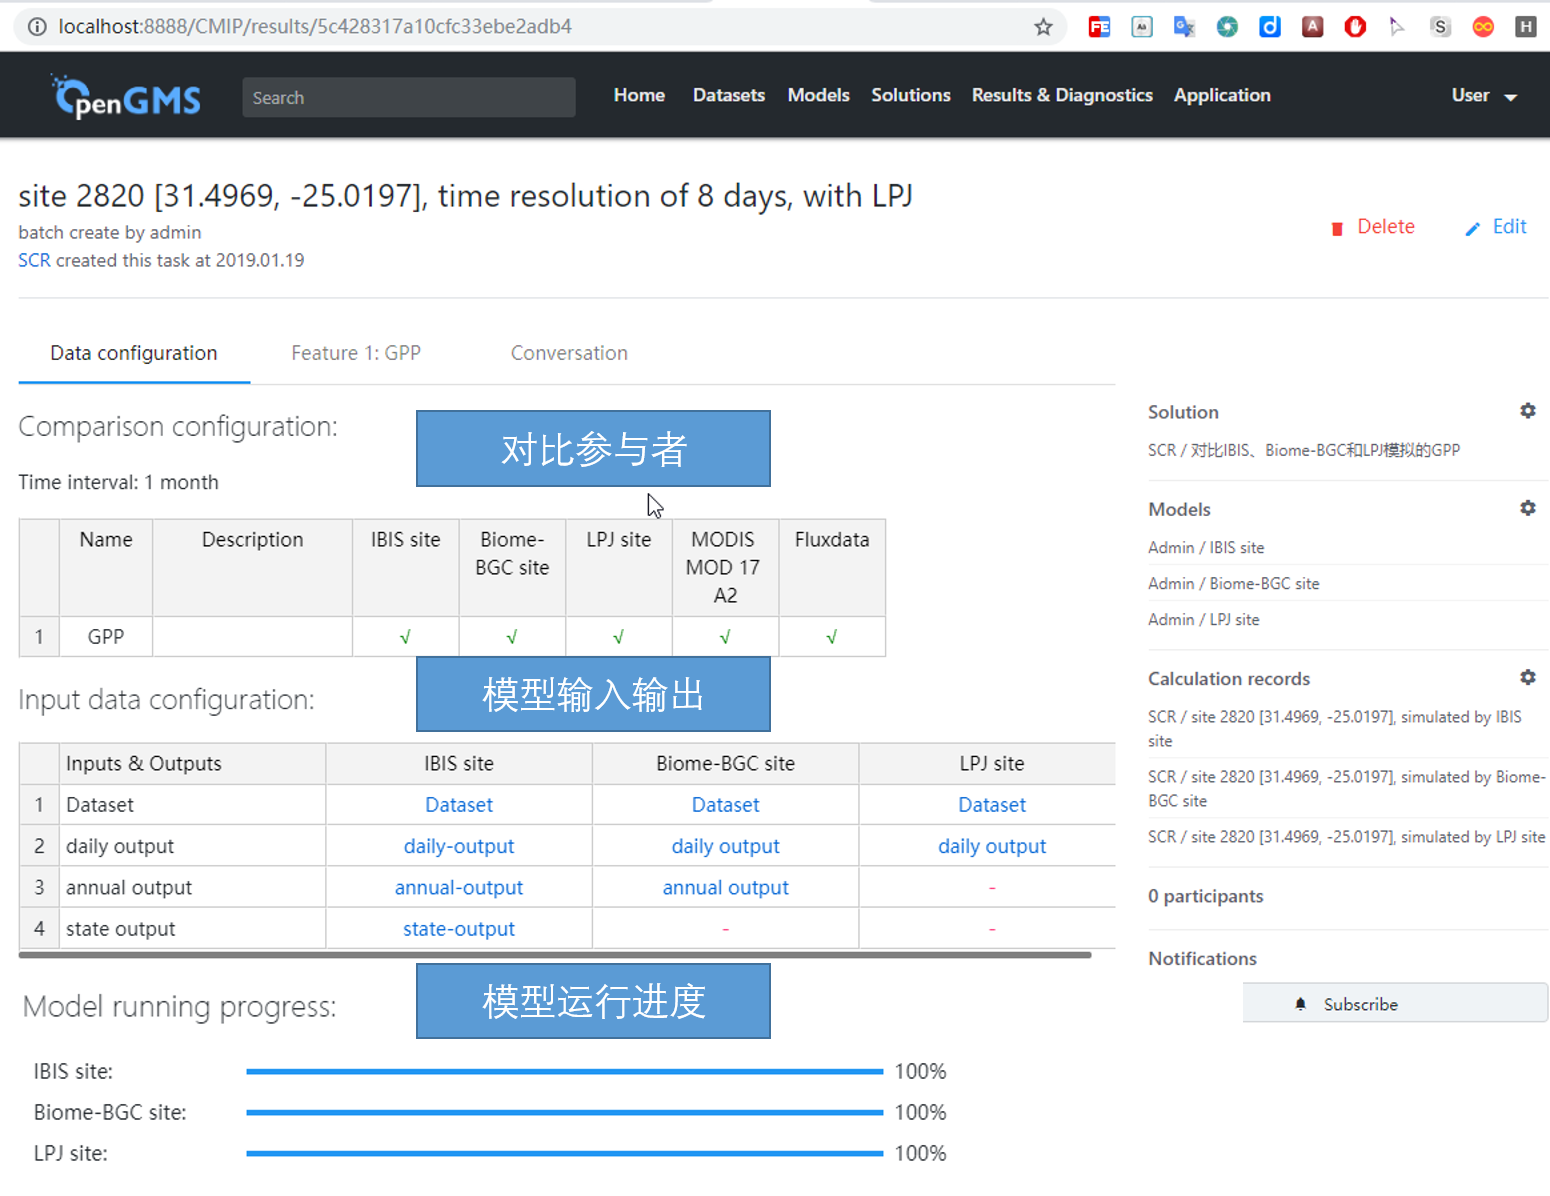 localhost:8888/CMIP/results/5c428317a10cfc33ebe2adb4
OpenGMS
Search
Home Datasets Models Solutions Results & Diagnostics Application
User
site 2820 [31.4969, -25.0197], time resolution of 8 days, with LPJ
batch create by admin
SCR created this task at 2019.01.19
Delete Edit
Data configuration Feature 1: GPP Conversation
Comparison configuration:
对比参与者
Time interval: 1 month
Name Description IBIS site Biome-BGC site LPJ site MODIS MOD 17 A2 Fluxdata
1 GPP √ √ √ √ √
Input data configuration:
模型输入输出
Inputs & Outputs IBIS site Biome-BGC site LPJ site
1 Dataset Dataset Dataset Dataset
2 daily output daily-output daily output daily output
3 annual output annual-output annual output -
4 state output state-output - -
Model running progress:
模型运行进度
IBIS site: 100%
Biome-BGC site: 100%
LPJ site: 100%
Solution
SCR / 对比IBIS、Biome-BGC和LPJ模拟的GPP
Models
Admin / IBIS site
Admin / Biome-BGC site
Admin / LPJ site
Calculation records
SCR / site 2820 [31.4969, -25.0197], simulated by IBIS
site
SCR / site 2820 [31.4969, -25.0197], simulated by Biome-
BGC site
SCR / site 2820 [31.4969, -25.0197], simulated by LPJ site
0 participants
Notifications
Subscribe